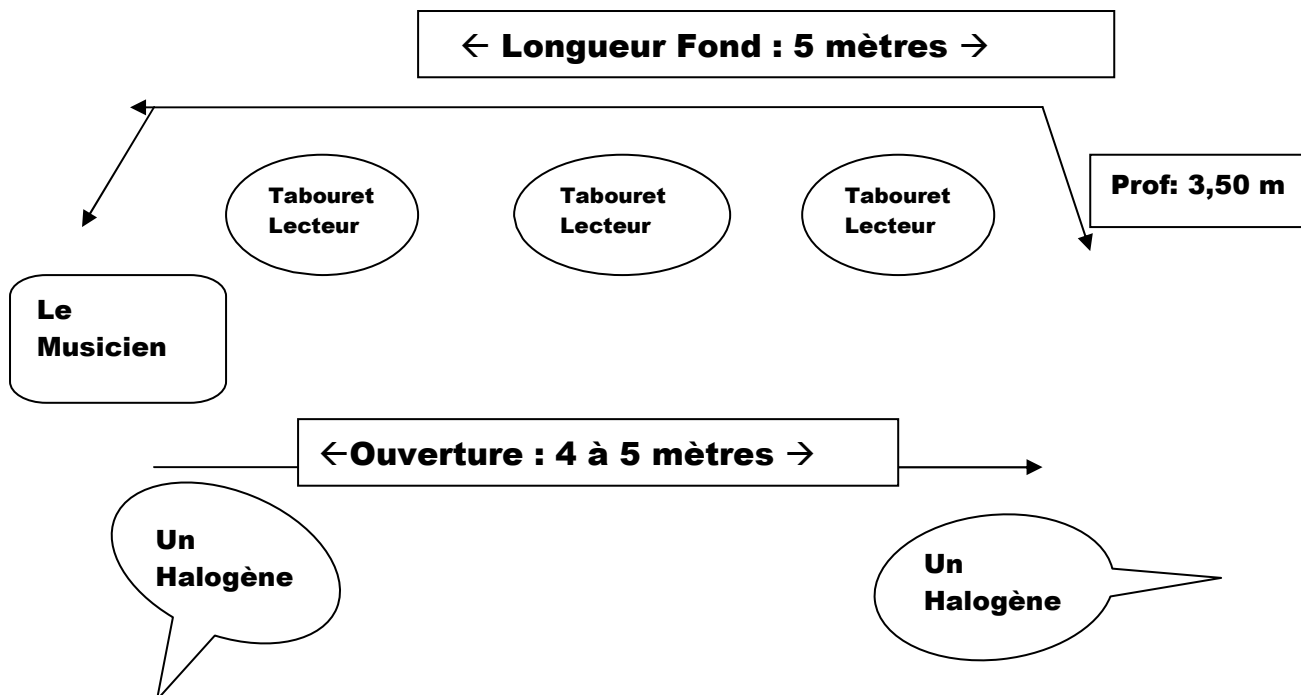 ← Longueur Fond : 5 mètres →
Tabouret
Lecteur
Tabouret
Lecteur
Tabouret
Lecteur
Prof: 3,50 m
Le
Musicien
←Ouverture : 4 à 5 mètres →
Un
Halogène
Un
Halogène